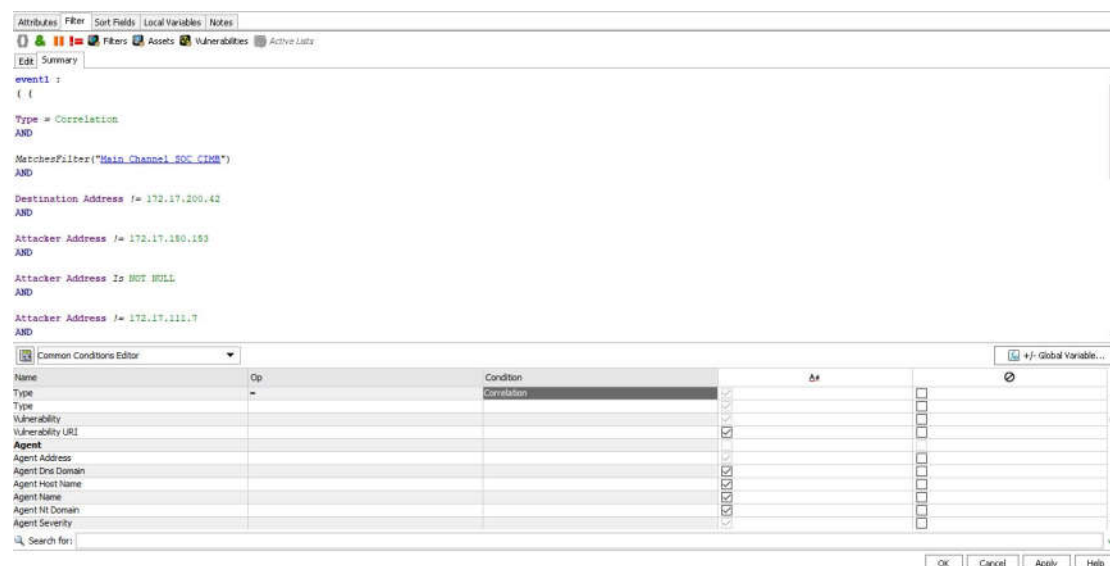 Attributes Filter Sort Fields Local Variables Notes
{} & || != Filters Assets Vulnerabilities Active Lists
Edit Summary
event1 :
( (
Type = Correlation
AND
MatchesFilter("Main Channel SOC CIMB")
AND
Destination Address != 172.17.200.42
AND
Attacker Address != 172.17.150.153
AND
Attacker Address Is NOT NULL
AND
Attacker Address != 172.17.111.7
AND
Common Conditions Editor +/- Global Variable...
Name Op Condition
Type = Correlation
Type
Vulnerability
Vulnerability URI
Agent
Agent Address
Agent Dns Domain
Agent Host Name
Agent Name
Agent Nt Domain
Agent Severity
Search for:
OK Cancel Apply Help